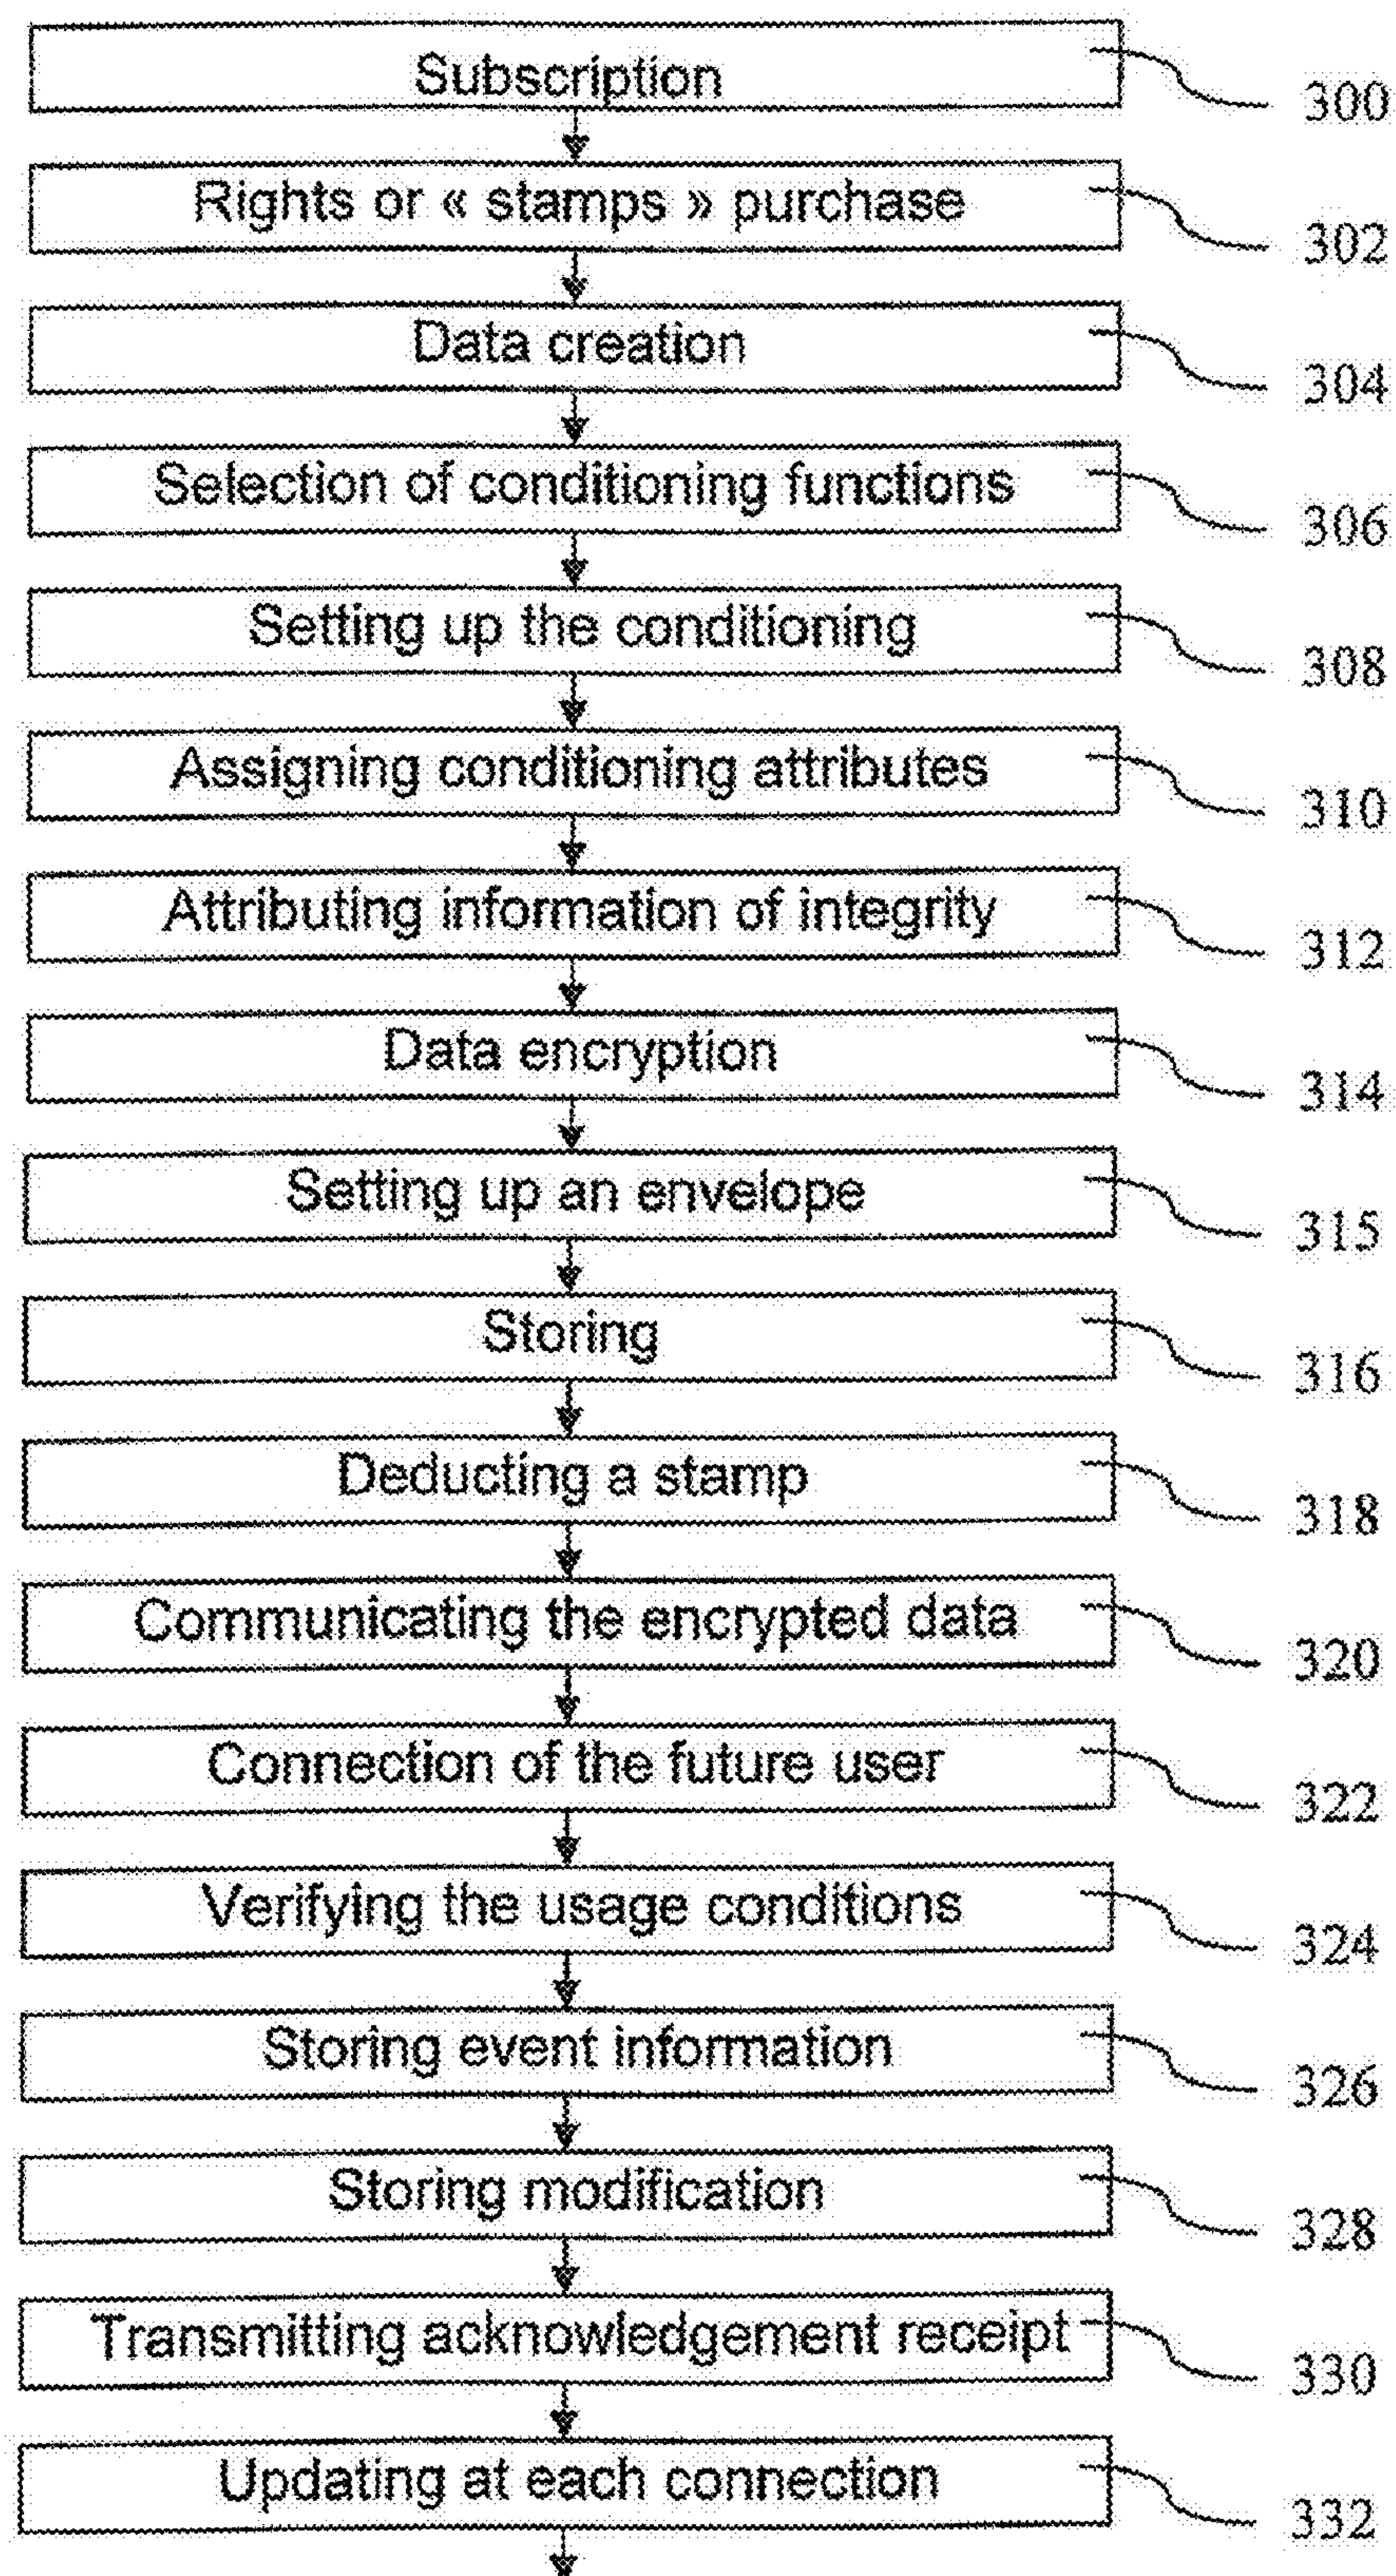 Subscription 300
Rights or « stamps » purchase 302
Data creation 304
Selection of conditioning functions 306
Setting up the conditioning 308
Assigning conditioning attributes 310
Attributing information of integrity 312
Data encryption 314
Setting up an envelope 315
Storing 316
Deducting a stamp 318
Communicating the encrypted data 320
Connection of the future user 322
Verifying the usage conditions 324
Storing event information 326
Storing modification 328
Transmitting acknowledgement receipt 330
Updating at each connection 332